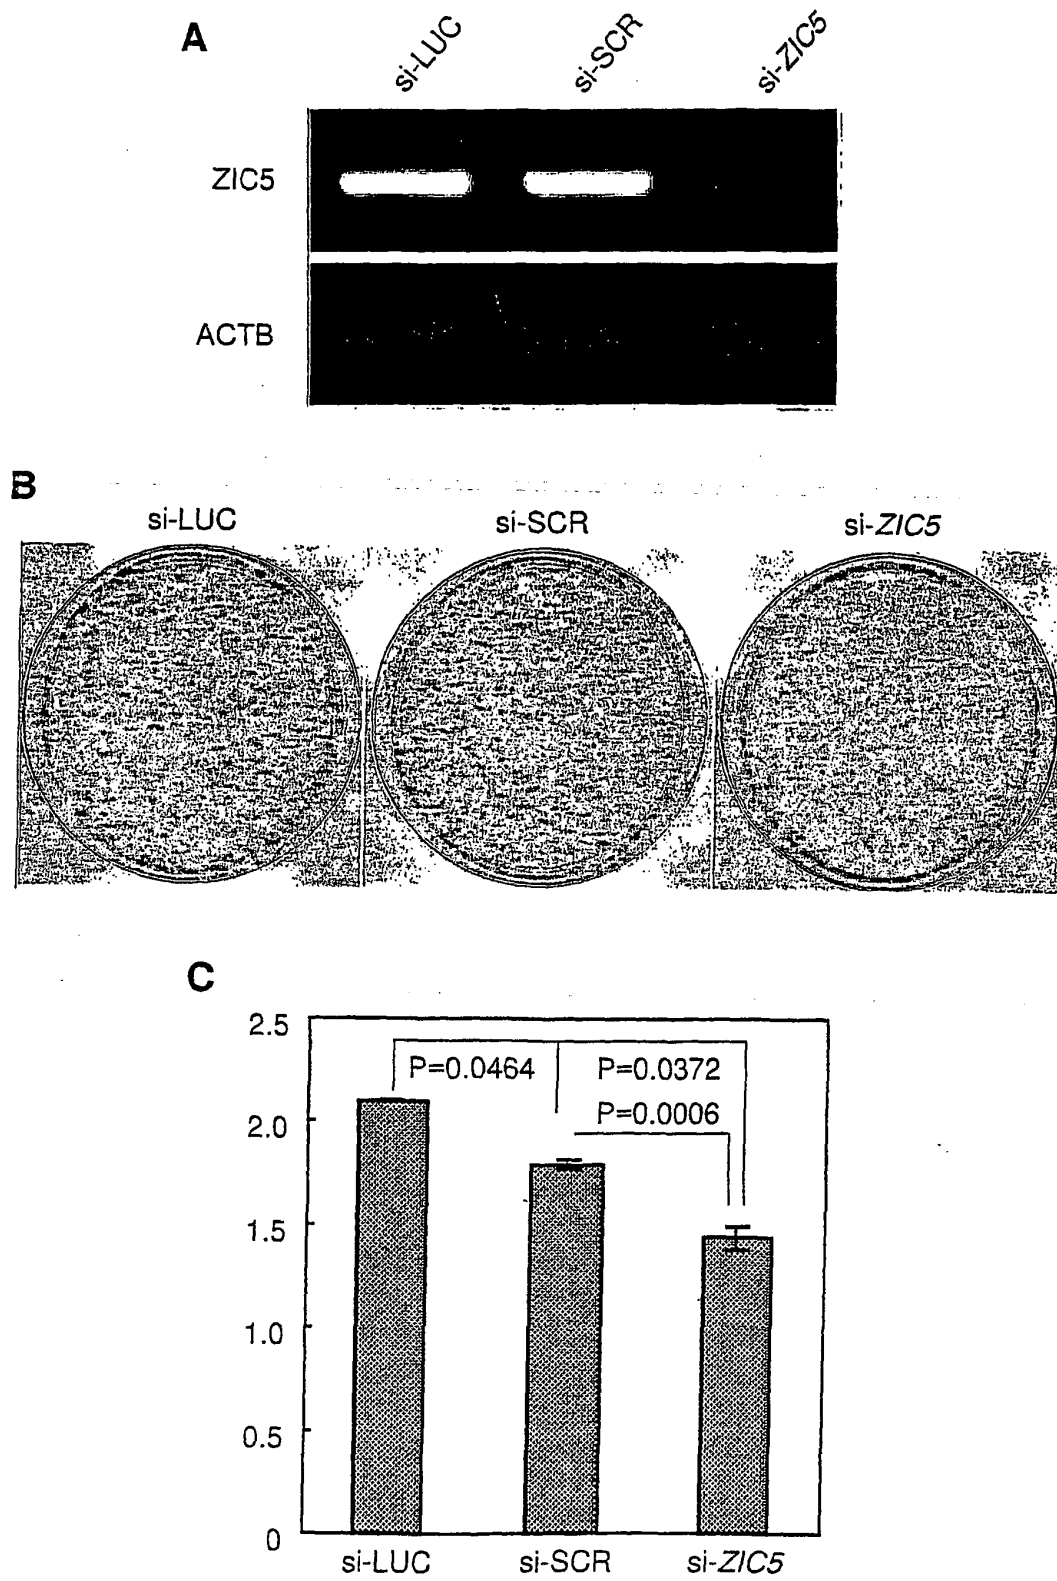 A
si-LUC
si-SCR
si-ZIC5
ZIC5
ACTB
B
si-LUC
si-SCR
si-ZIC5
C
2.5
P=0.0464
P=0.0372
P=0.0006
2.0
1.5
1.0
0.5
0
si-LUC
si-SCR
si-ZIC5